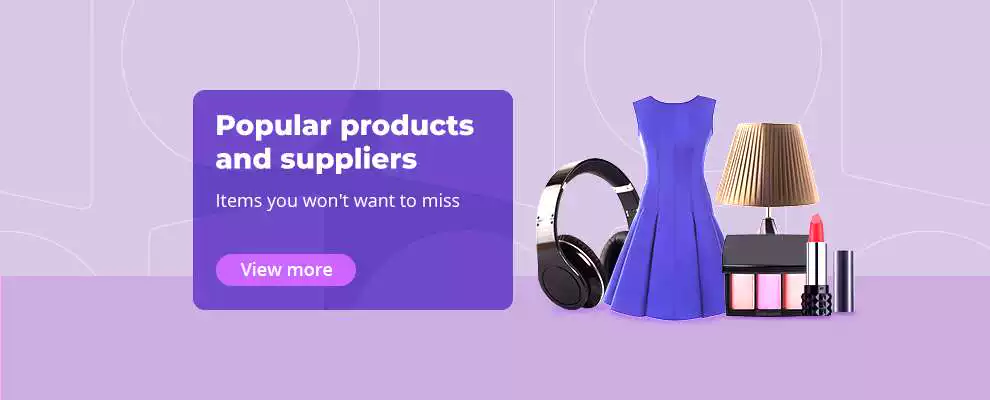 Popular products
and suppliers
Items you won't want to miss
View more